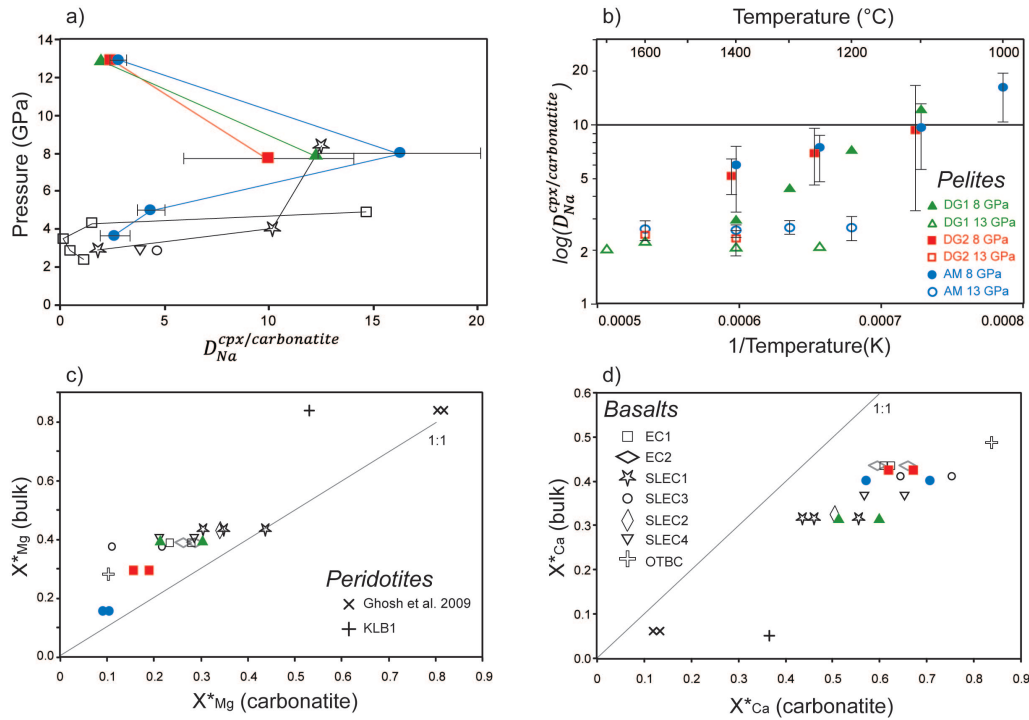 a)
14
12
10
8
6
4
2
0
Pressure (GPa)
0
5
10
15
20
D_Na^cpx/carbonatite
b)
Temperature (°C)
1600
1400
1200
1000
20
10
5
2
1
log(D_Na^cpx/carbonatite)
Pelites
DG1 8 GPa
DG1 13 GPa
DG2 8 GPa
DG2 13 GPa
AM 8 GPa
AM 13 GPa
0.0005
0.0006
0.0007
0.0008
1/Temperature(K)
c)
0.8
0.6
0.4
0.2
0.0
X*Mg (bulk)
1:1
Peridotites
Ghosh et al. 2009
KLB1
0
0.1
0.2
0.3
0.4
0.5
0.6
0.7
0.8
0.9
X*Mg (carbonatite)
d)
0.6
0.5
0.4
0.3
0.2
0.1
0.0
X*Ca (bulk)
1:1
Basalts
EC1
EC2
SLEC1
SLEC3
SLEC2
SLEC4
OTBC
0
0.1
0.2
0.3
0.4
0.5
0.6
0.7
0.8
0.9
X*Ca (carbonatite)